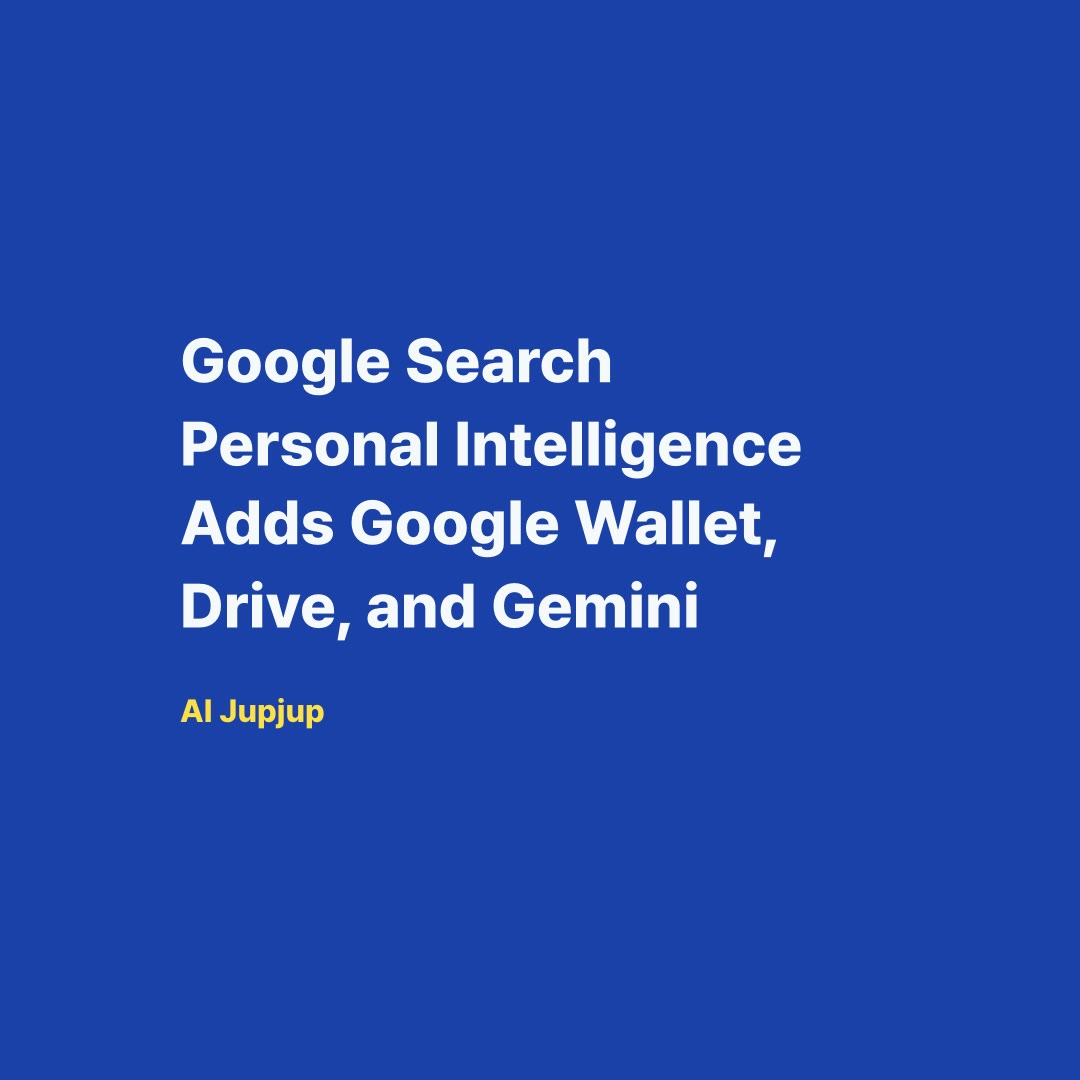 Google Search
Personal Intelligence
Adds Google Wallet,
Drive, and Gemini
AI Jupjup